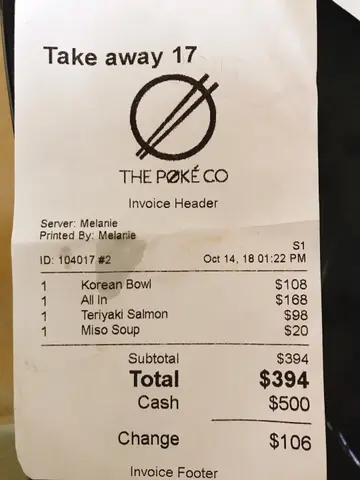 Take away 17
THE POKÉ CO
Invoice Header
Server: Melanie
Printed By: Melanie
S1
ID: 104017 #2 Oct 14, 18 01:22 PM
1 Korean Bowl $108
1 All In $168
1 Teriyaki Salmon $98
1 Miso Soup $20
Subtotal $394
Total $394
Cash $500
Change $106
Invoice Footer